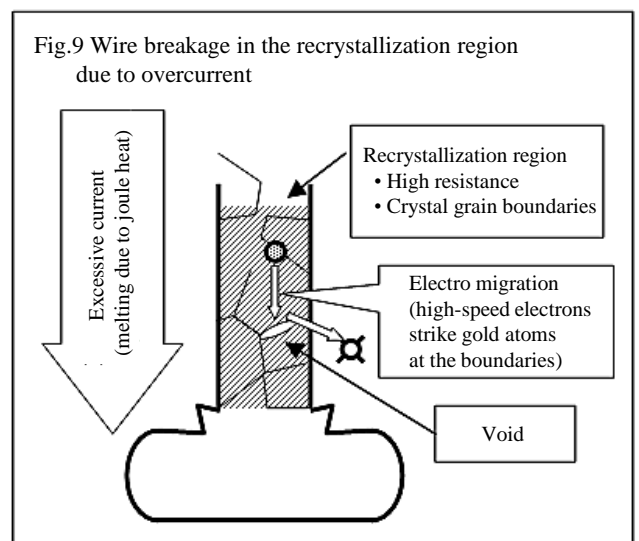 Fig.9 Wire breakage in the recrystallization region
due to overcurrent
Excessive current
(melting due to joule heat)
Recrystallization region
• High resistance
• Crystal grain boundaries
Electro migration
(high-speed electrons
strike gold atoms
at the boundaries)
Void